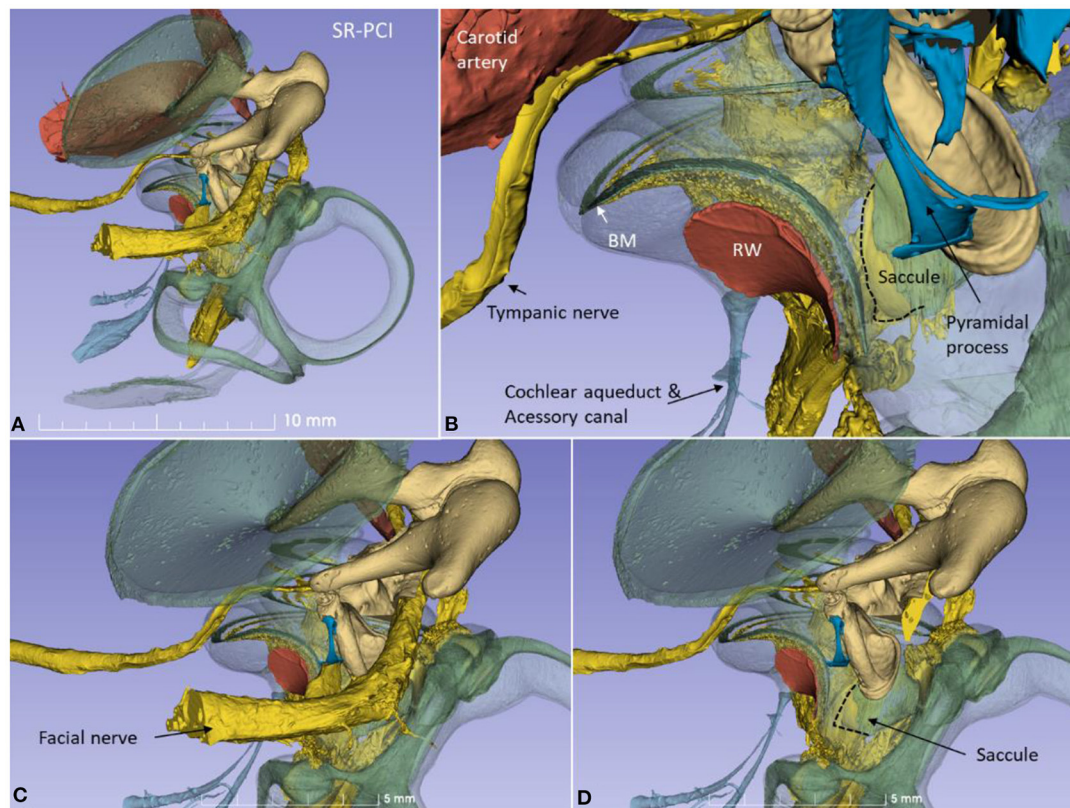 SR-PCI
A
10 mm
Carotid
artery
BM
RW
Saccule
Tympanic nerve
Pyramidal
process
Cochlear aqueduct &
Acessory canal
B
Facial nerve
C
5 mm
Saccule
D
5 mm